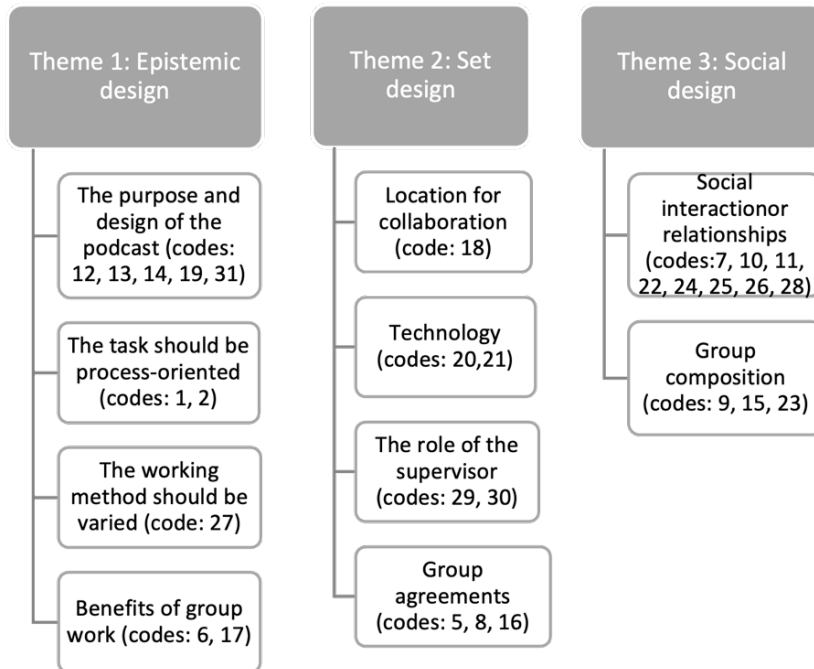 Theme 1: Epistemic
design
The purpose and
design of the
podcast (codes:
12, 13, 14, 19, 31)
The task should be
process-oriented
(codes: 1, 2)
The working
method should be
varied (code: 27)
Benefits of group
work (codes: 6, 17)
Theme 2: Set
design
Location for
collaboration
(code: 18)
Technology
(codes: 20,21)
The role of the
supervisor
(codes: 29, 30)
Group
agreements
(codes: 5, 8, 16)
Theme 3: Social
design
Social
interactionor
relationships
(codes:7, 10, 11,
22, 24, 25, 26, 28)
Group
composition
(codes: 9, 15, 23)